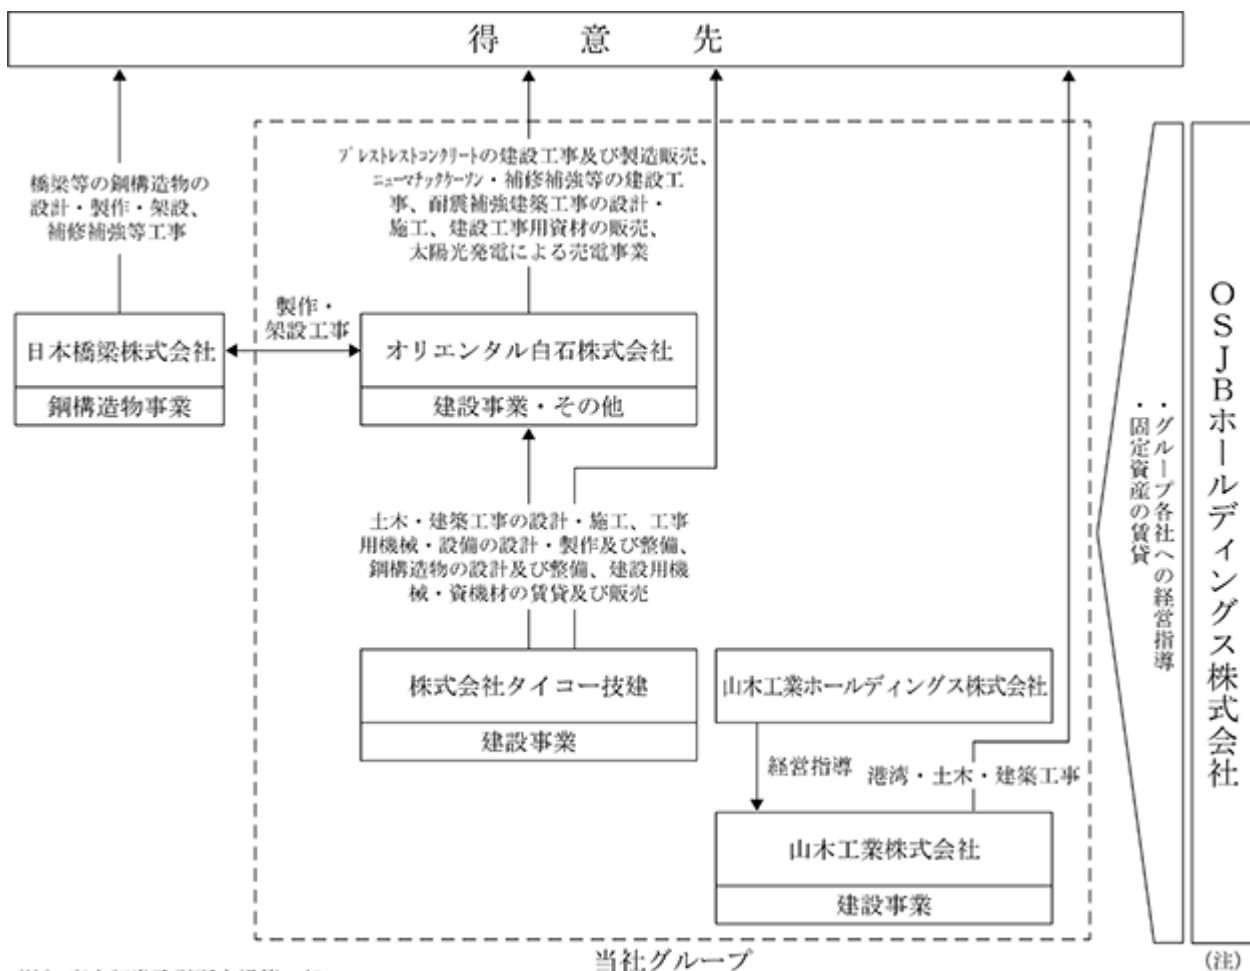 得意先
橋梁等の鋼構造物の
設計・製作・架設、
補修補強等工事
プレストレストコンクリートの建設工事及び製造販売、
ニューマチックケーソン・補修補強等の建設工
事、耐震補強建築工事の設計・
施工、建設工事用資材の販売、
太陽光発電による売電事業
日本橋梁株式会社
鋼構造物事業
製作・
架設工事
オリエンタル白石株式会社
建設事業・その他
土木・建築工事の設計・施工、工事
用機械・設備の設計・製作及び整備、
鋼構造物の設計及び整備、建設用機
械・資機材の賃貸及び販売
株式会社タイコー技建
建設事業
山木工業ホールディングス株式会社
経営指導
港湾・土木・建築工事
山木工業株式会社
建設事業
・グループ各社への経営指導
・固定資産の賃貸
OSJBホールディングス株式会社
(注)
当社グループ